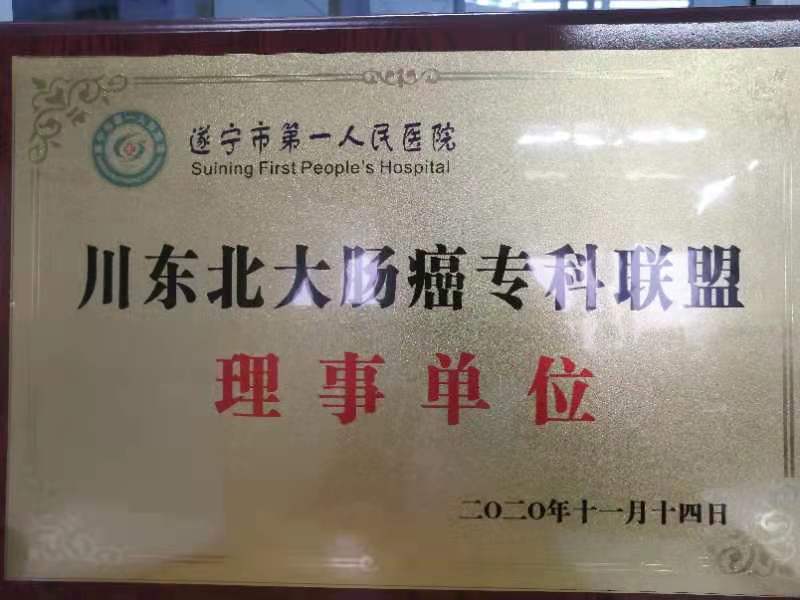 遂宁市第一人民医院
Suining First People's Hospital
川东北大肠癌专科联盟
理事单位
二〇二〇年十一月十四日